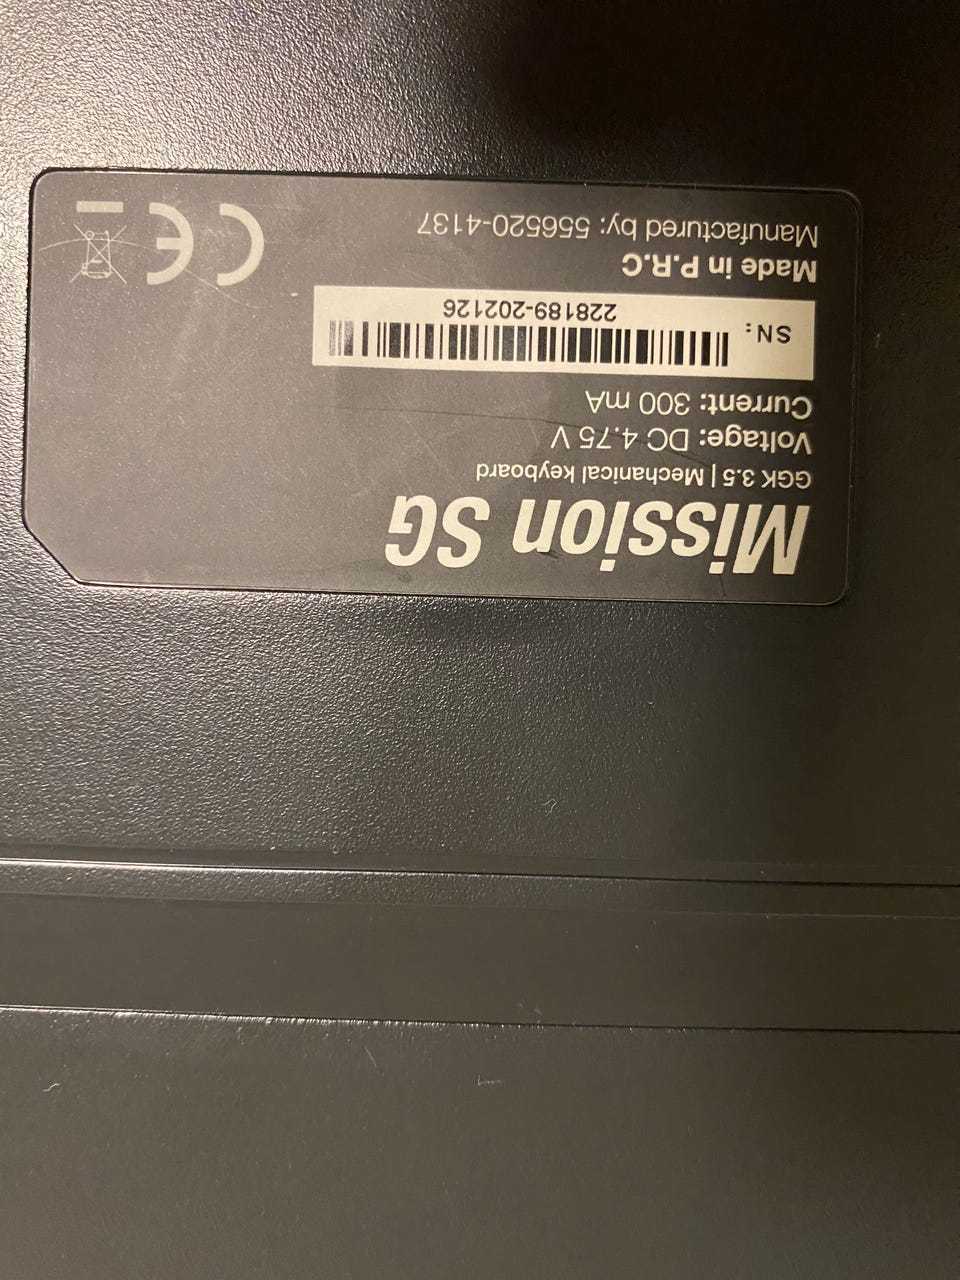 Mission SG
GGK 3.5 | Mechanical keyboard
Voltage: DC 4.75 V
Current: 300 mA
SN:
228189-202126
Made in P.R.C
Manufactured by: 556520-4137
CE